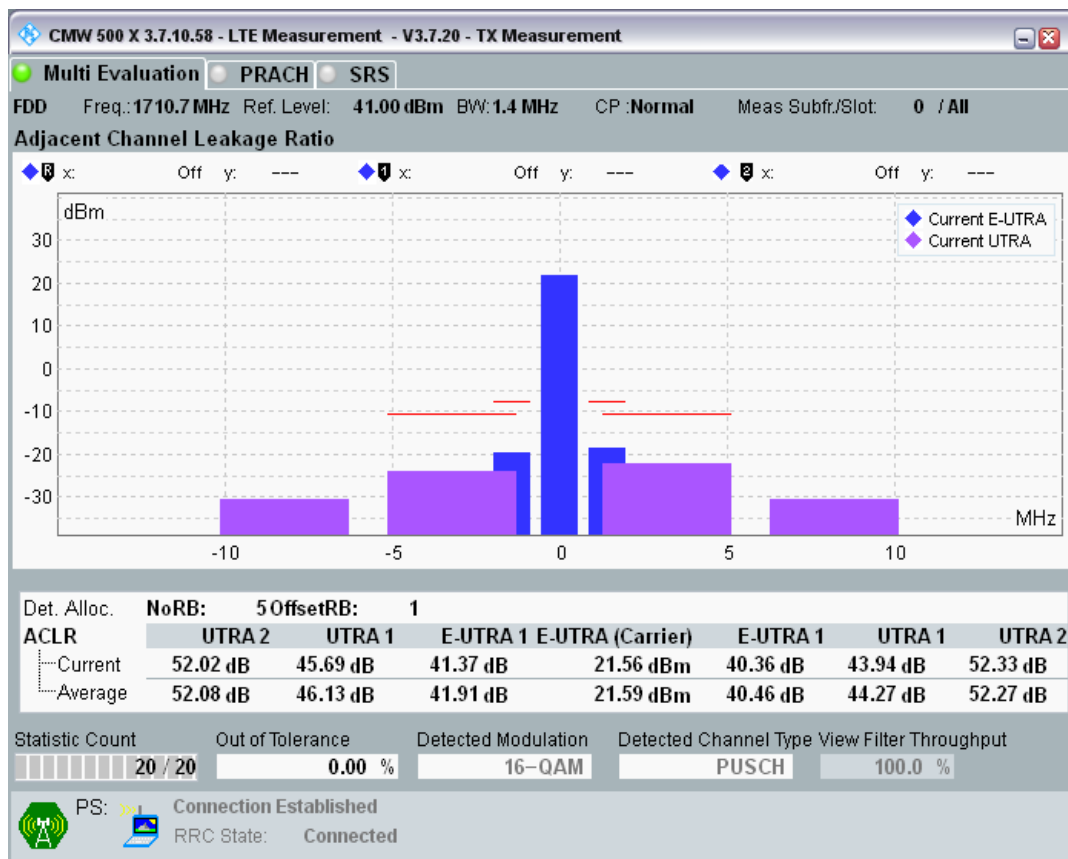 CMW 500 X 3.7.10.58 - LTE Measurement - V3.7.20 - TX Measurement
Multi Evaluation PRACH SRS
FDD Freq.:1710.7 MHz Ref. Level: 41.00 dBm BW:1.4 MHz CP :Normal Meas Subfr./Slot: 0 / All
Adjacent Channel Leakage Ratio
R x: Off y: --- 1 x: Off y: --- 2 x: Off y: ---
dBm
Current E-UTRA
Current UTRA
30
20
10
0
-10
-20
-30
MHz
-10 -5 0 5 10
Det. Alloc. NoRB: 5 OffsetRB: 1
ACLR UTRA 2 UTRA 1 E-UTRA 1 E-UTRA (Carrier) E-UTRA 1 UTRA 1 UTRA 2
Current 52.02 dB 45.69 dB 41.37 dB 21.56 dBm 40.36 dB 43.94 dB 52.33 dB
Average 52.08 dB 46.13 dB 41.91 dB 21.59 dBm 40.46 dB 44.27 dB 52.27 dB
Statistic Count Out of Tolerance Detected Modulation Detected Channel Type View Filter Throughput
20 / 20 0.00 % 16-QAM PUSCH 100.0 %
PS: Connection Established
RRC State: Connected